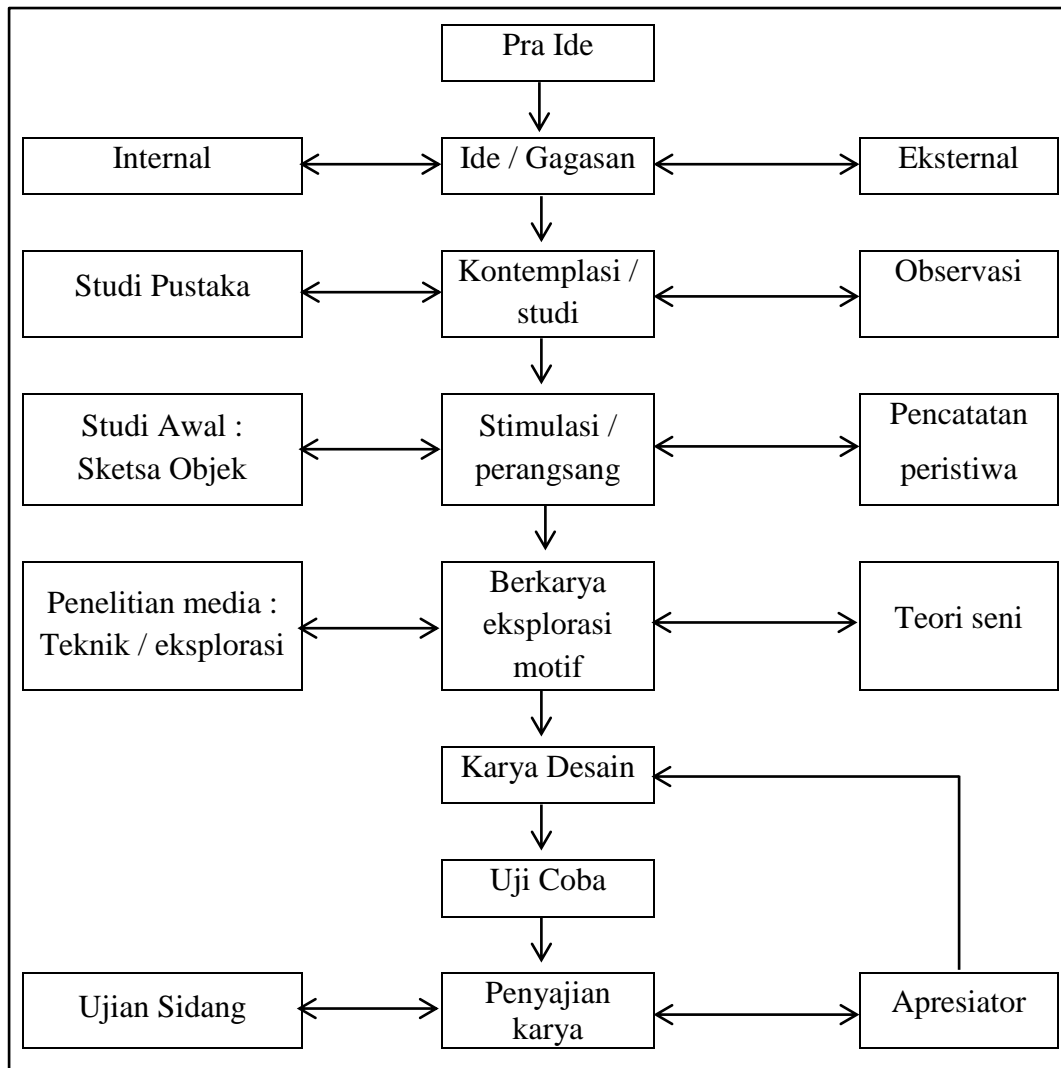 Pra Ide
Internal
Ide / Gagasan
Eksternal
Studi Pustaka
Kontemplasi /
studi
Observasi
Studi Awal :
Sketsa Objek
Stimulasi /
perangsang
Pencatatan
peristiwa
Penelitian media :
Teknik / eksplorasi
Berkarya
eksplorasi
motif
Teori seni
Karya Desain
Uji Coba
Ujian Sidang
Penyajian
karya
Apresiator